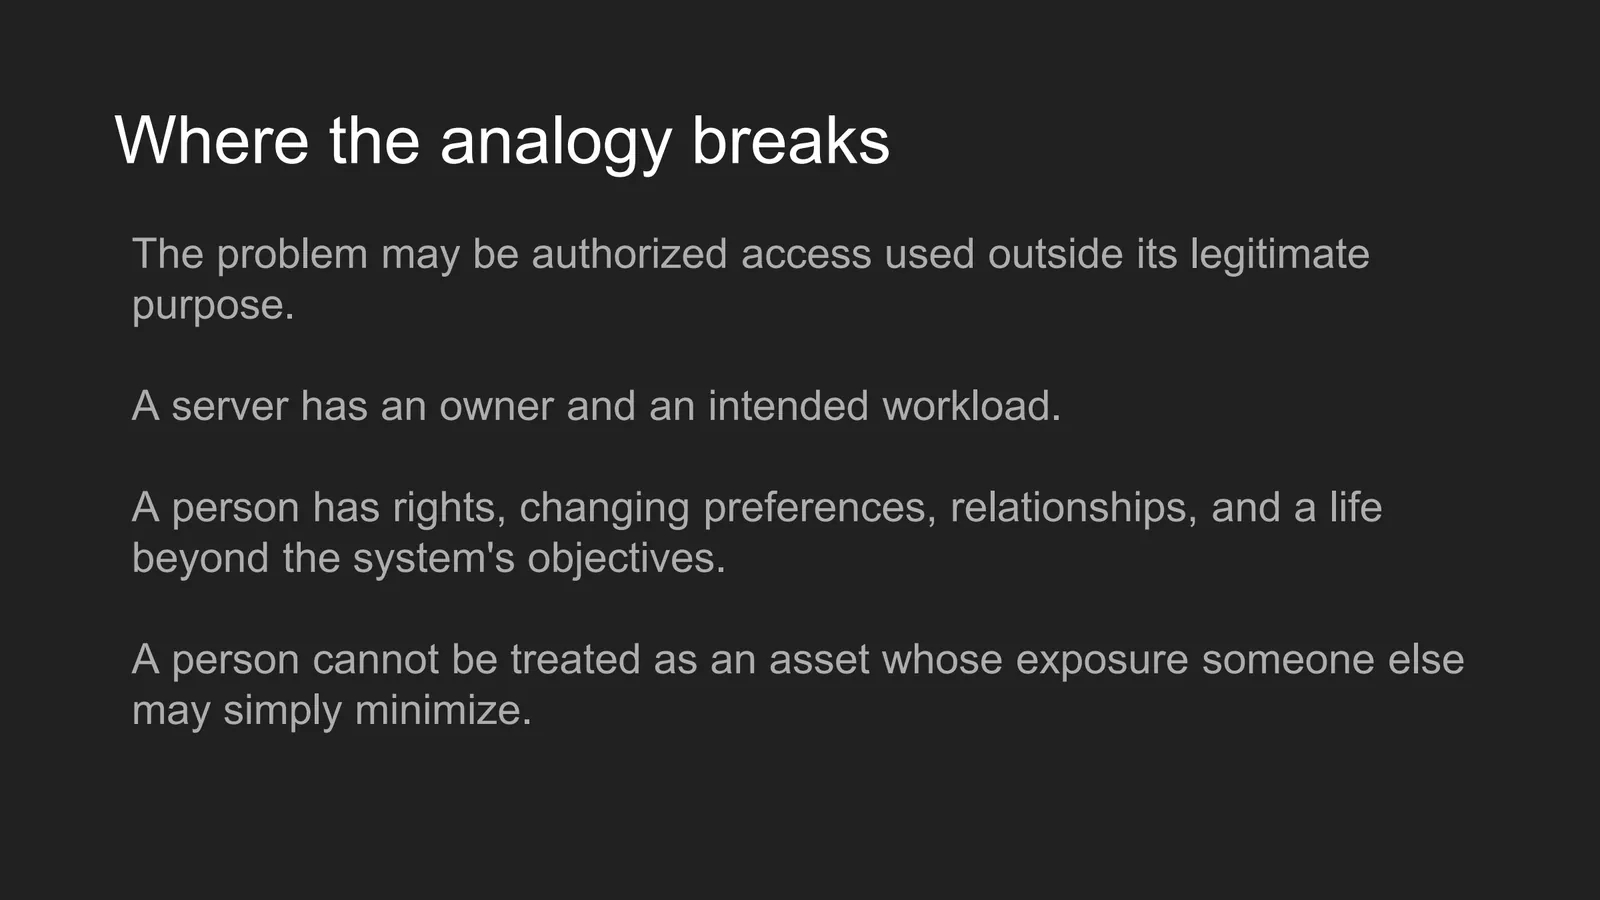 Where the analogy breaks
The problem may be authorized access used outside its legitimate
purpose.
A server has an owner and an intended workload.
A person has rights, changing preferences, relationships, and a life
beyond the system's objectives.
A person cannot be treated as an asset whose exposure someone else
may simply minimize.